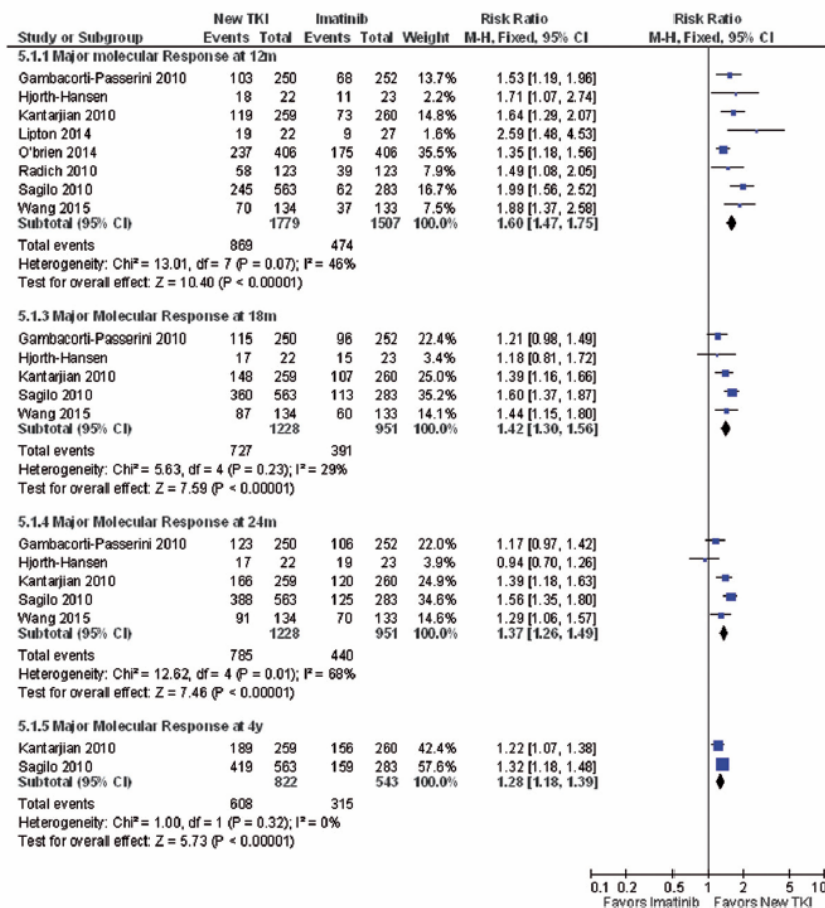 New TKI Imatinib Risk Ratio Risk Ratio
Study or Subgroup Events Total Events Total Weight M-H, Fixed, 95% CI M-H, Fixed, 95% CI
5.1.1 Major molecular Response at 12m
Gambacorti-Passerini 2010 103 250 68 252 13.7% 1.53 [1.19, 1.96]
Hjorth-Hansen 18 22 11 23 2.2% 1.71 [1.07, 2.74]
Kantarjian 2010 119 259 73 260 14.8% 1.64 [1.29, 2.07]
Lipton 2014 19 22 9 27 1.6% 2.59 [1.48, 4.53]
O'brien 2014 237 406 175 406 35.5% 1.35 [1.18, 1.56]
Radich 2010 58 123 39 123 7.9% 1.49 [1.08, 2.05]
Sagilo 2010 245 563 62 283 16.7% 1.99 [1.56, 2.52]
Wang 2015 70 134 37 133 7.5% 1.88 [1.37, 2.58]
Subtotal (95% CI) 1779 1507 100.0% 1.60 [1.47, 1.75]
Total events 869 474
Heterogeneity: Chi² = 13.01, df = 7 (P = 0.07); I² = 46%
Test for overall effect: Z = 10.40 (P < 0.00001)
5.1.3 Major Molecular Response at 18m
Gambacorti-Passerini 2010 115 250 96 252 22.4% 1.21 [0.98, 1.49]
Hjorth-Hansen 17 22 15 23 3.4% 1.18 [0.81, 1.72]
Kantarjian 2010 148 259 107 260 25.0% 1.39 [1.16, 1.66]
Sagilo 2010 360 563 113 283 35.2% 1.60 [1.37, 1.87]
Wang 2015 87 134 60 133 14.1% 1.44 [1.15, 1.80]
Subtotal (95% CI) 1228 951 100.0% 1.42 [1.30, 1.56]
Total events 727 391
Heterogeneity: Chi² = 5.63, df = 4 (P = 0.23); I² = 29%
Test for overall effect: Z = 7.59 (P < 0.00001)
5.1.4 Major Molecular Response at 24m
Gambacorti-Passerini 2010 123 250 106 252 22.0% 1.17 [0.97, 1.42]
Hjorth-Hansen 17 22 19 23 3.9% 0.94 [0.70, 1.26]
Kantarjian 2010 166 259 120 260 24.9% 1.39 [1.18, 1.63]
Sagilo 2010 388 563 125 283 34.6% 1.56 [1.35, 1.80]
Wang 2015 91 134 70 133 14.6% 1.29 [1.06, 1.57]
Subtotal (95% CI) 1228 951 100.0% 1.37 [1.26, 1.49]
Total events 785 440
Heterogeneity: Chi² = 12.62, df = 4 (P = 0.01); I² = 68%
Test for overall effect: Z = 7.46 (P < 0.00001)
5.1.5 Major Molecular Response at 4y
Kantarjian 2010 189 259 156 260 42.4% 1.22 [1.07, 1.38]
Sagilo 2010 419 563 159 283 57.6% 1.32 [1.18, 1.48]
Subtotal (95% CI) 822 543 100.0% 1.28 [1.18, 1.39]
Total events 608 315
Heterogeneity: Chi² = 1.00, df = 1 (P = 0.32); I² = 0%
Test for overall effect: Z = 5.73 (P < 0.00001)
0.1 0.2 0.5 1 2 5 10
Favors Imatinib Favors New TKI